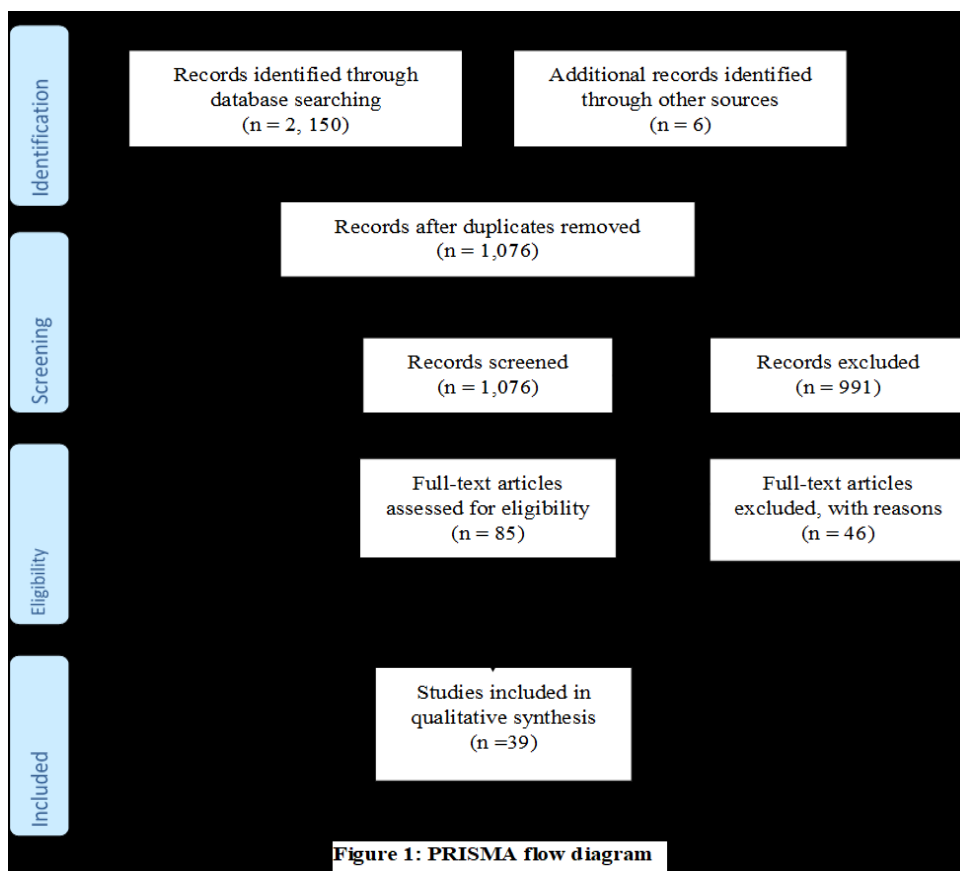 Identification
Records identified through
database searching
(n = 2, 150)
Additional records identified
through other sources
(n = 6)
Records after duplicates removed
(n = 1,076)
Screening
Records screened
(n = 1,076)
Records excluded
(n = 991)
Eligibility
Full-text articles
assessed for eligibility
(n = 85)
Full-text articles
excluded, with reasons
(n = 46)
Included
Studies included in
qualitative synthesis
(n =39)
Figure 1: PRISMA flow diagram